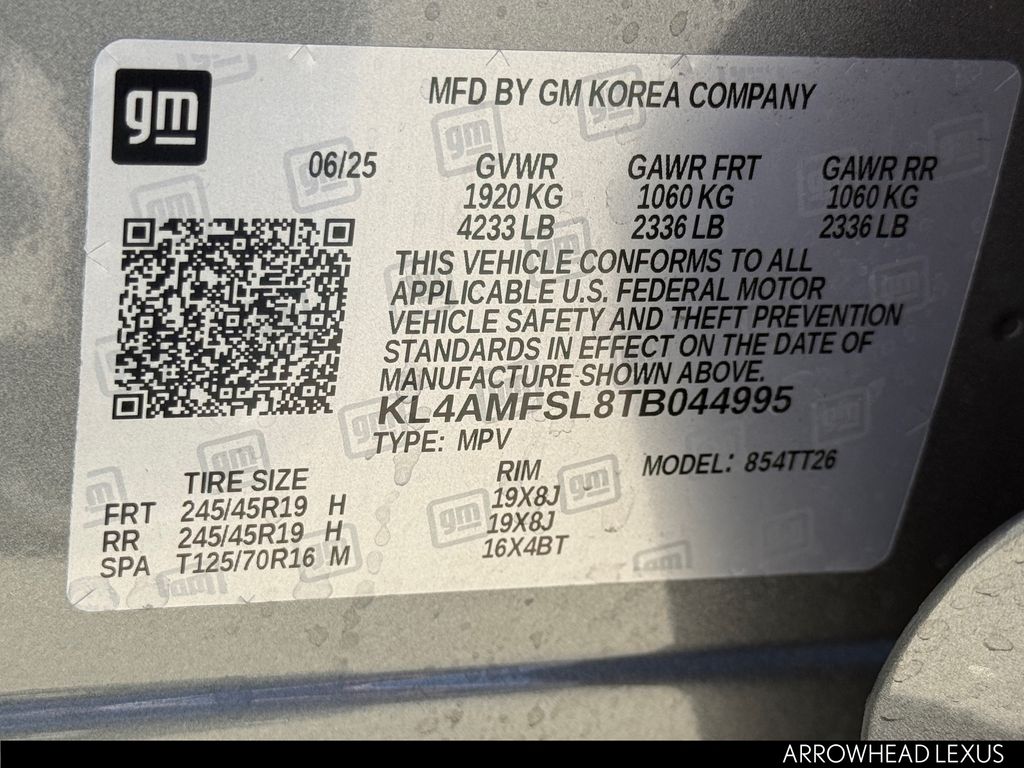 gm
MFD BY GM KOREA COMPANY
06/25 GVWR GAWR FRT GAWR RR
1920 KG 1060 KG 1060 KG
4233 LB 2336 LB 2336 LB
THIS VEHICLE CONFORMS TO ALL
APPLICABLE U.S. FEDERAL MOTOR
VEHICLE SAFETY AND THEFT PREVENTION
STANDARDS IN EFFECT ON THE DATE OF
MANUFACTURE SHOWN ABOVE.
KL4AMFSL8TB044995
TYPE: MPV
MODEL: 854TT26
TIRE SIZE RIM
FRT 245/45R19 H 19X8J
RR 245/45R19 H 19X8J
SPA T125/70R16 M 16X4BT
ARROWHEAD LEXUS